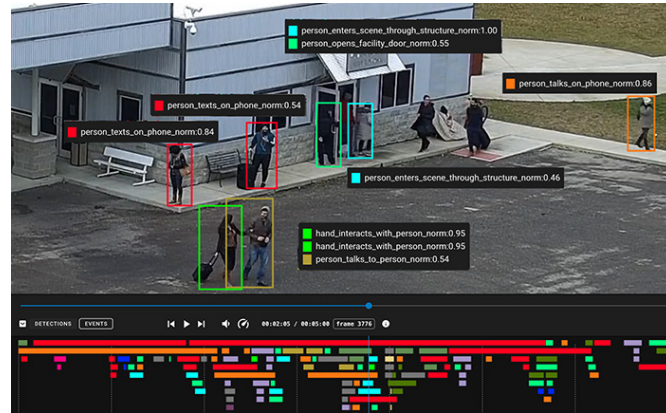 person_enters_scene_through_structure_norm:1.00
person_opens_facility_door_norm:0.55
person_talks_on_phone_norm:0.86
person_texts_on_phone_norm:0.54
person_texts_on_phone_norm:0.84
person_enters_scene_through_structure_norm:0.46
hand_interacts_with_person_norm:0.95
hand_interacts_with_person_norm:0.95
person_talks_to_person_norm:0.54
DETECTIONS EVENTS 00:02:05 / 00:05:00 frame 3776